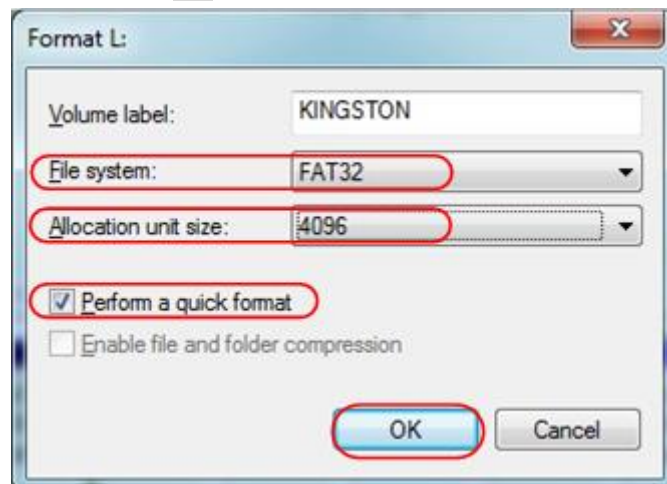 Format L:
Volume label: KINGSTON
File system: FAT32
Allocation unit size: 4096
Perform a quick format
Enable file and folder compression
OK Cancel